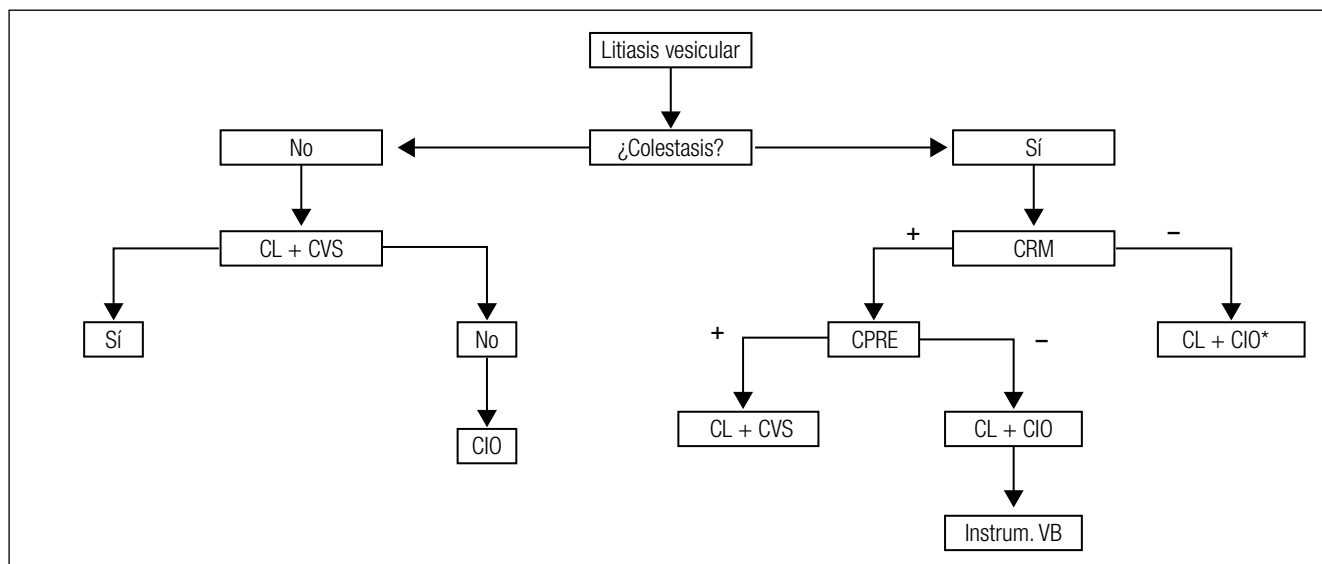 Litiasis vesicular
No
¿Colestasis?
Sí
CL + CVS
+
CRM
–
Sí
No
+
CPRE
–
CL + CIO*
CIO
CL + CVS
CL + CIO
Instrum. VB